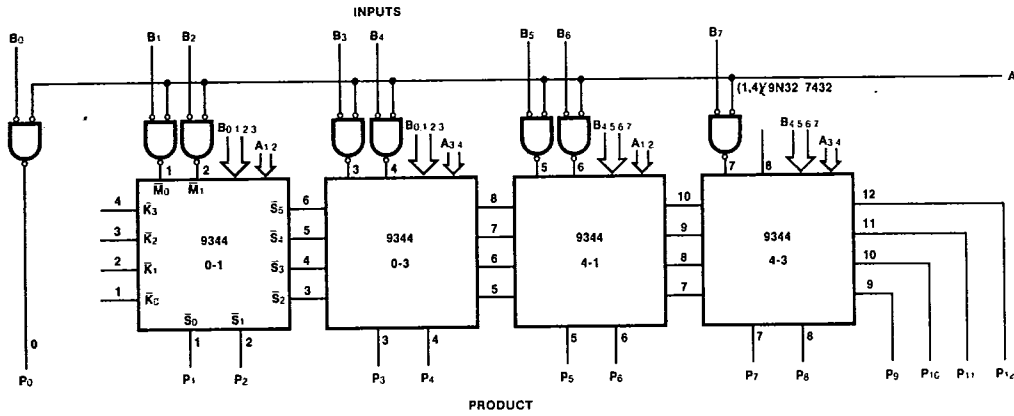 INPUTS
B0 B1 B2 B3 B4 B5 B6 B7
A
(1,4) 9N32 7432
B0 1 2 3 A1 2 B0 1 2 3 A3 4 B4 5 6 7 A1 2 B4 5 6 7 A3 4
1 2 3 4 5 6 7 8
M̅0 M̅1
4 K̅3 S̅5 6 8 10 12
3 K̅2 9344 S̅4 5 9344 7 9344 9 9344 11
2 K̅1 0-1 S̅3 4 0-3 6 4-1 8 4-3 10
1 K̅0 S̅2 3 5 7 9
S̅0 S̅1
0 1 2 3 4 5 6 7 8
P0 P1 P2 P3 P4 P5 P6 P7 P8 P9 P10 P11 P12
PRODUCT